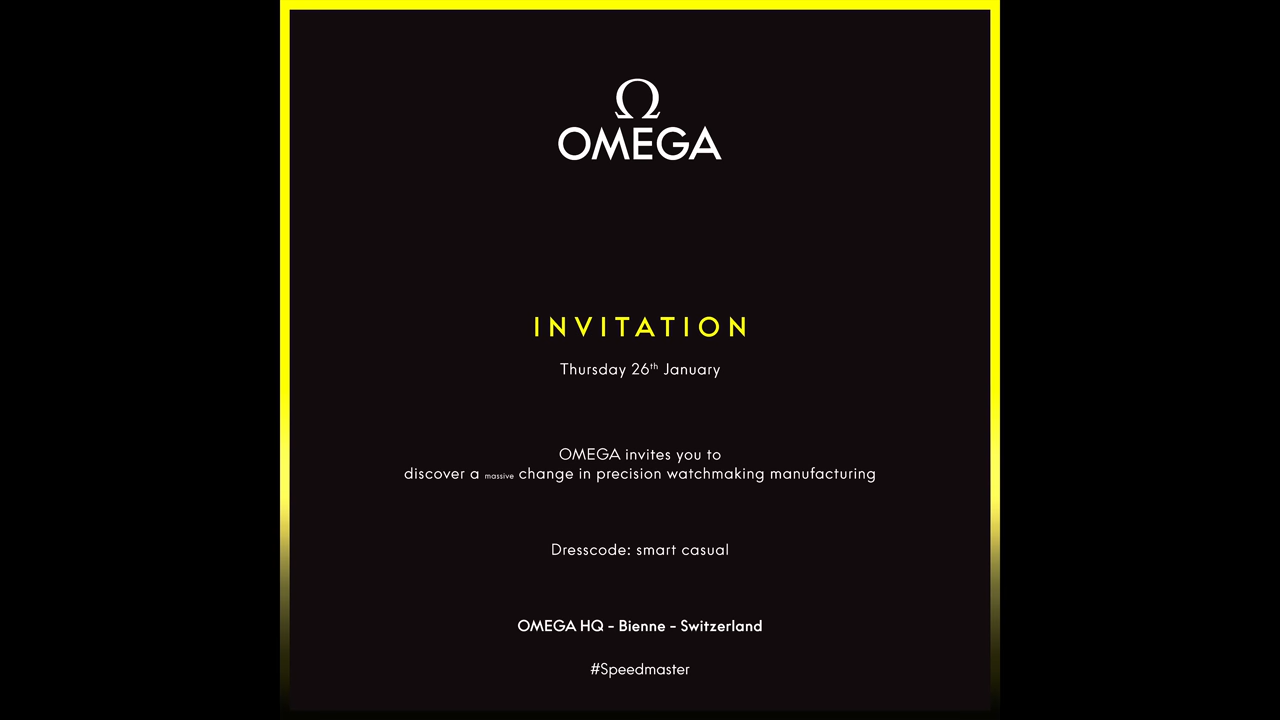 Ω
OMEGA
INVITATION
Thursday 26th January
OMEGA invites you to
discover a massive change in precision watchmaking manufacturing
Dresscode: smart casual
OMEGA HQ - Bienne - Switzerland
#Speedmaster